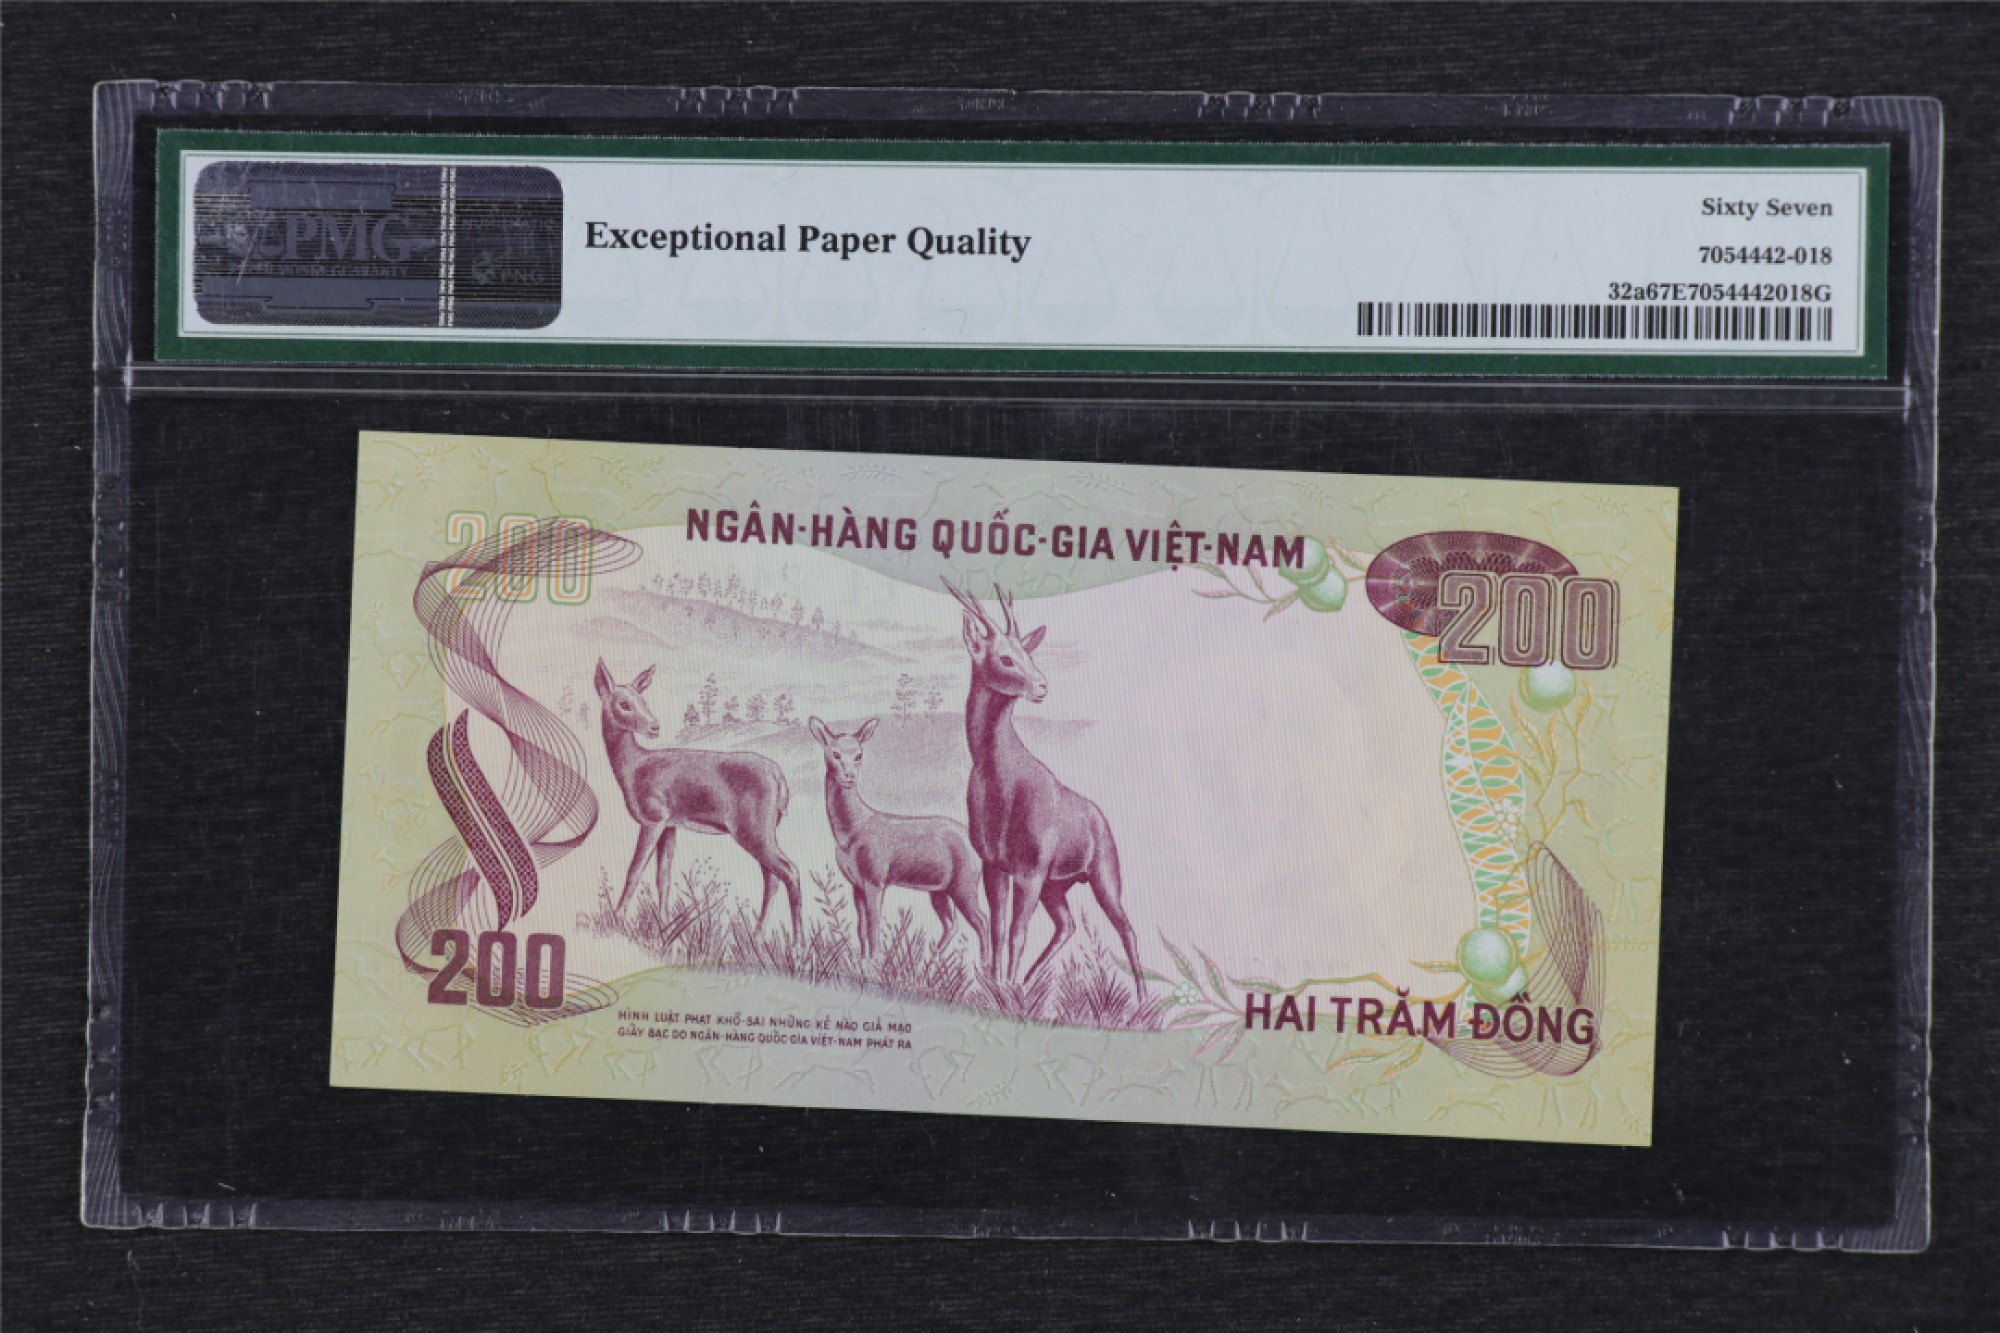 PMG
Exceptional Paper Quality
Sixty Seven
7054442-018
32a67E7054442018G
200
NGÂN-HÀNG QUỐC-GIA VIỆT-NAM
200
200
HÌNH LUẬT PHẠT KHỔ-SAI NHỮNG KẺ NÀO GIẢ MẠO
GIẤY BẠC DO NGÂN-HÀNG QUỐC-GIA VIỆT-NAM PHÁT RA
HAI TRĂM ĐỒNG